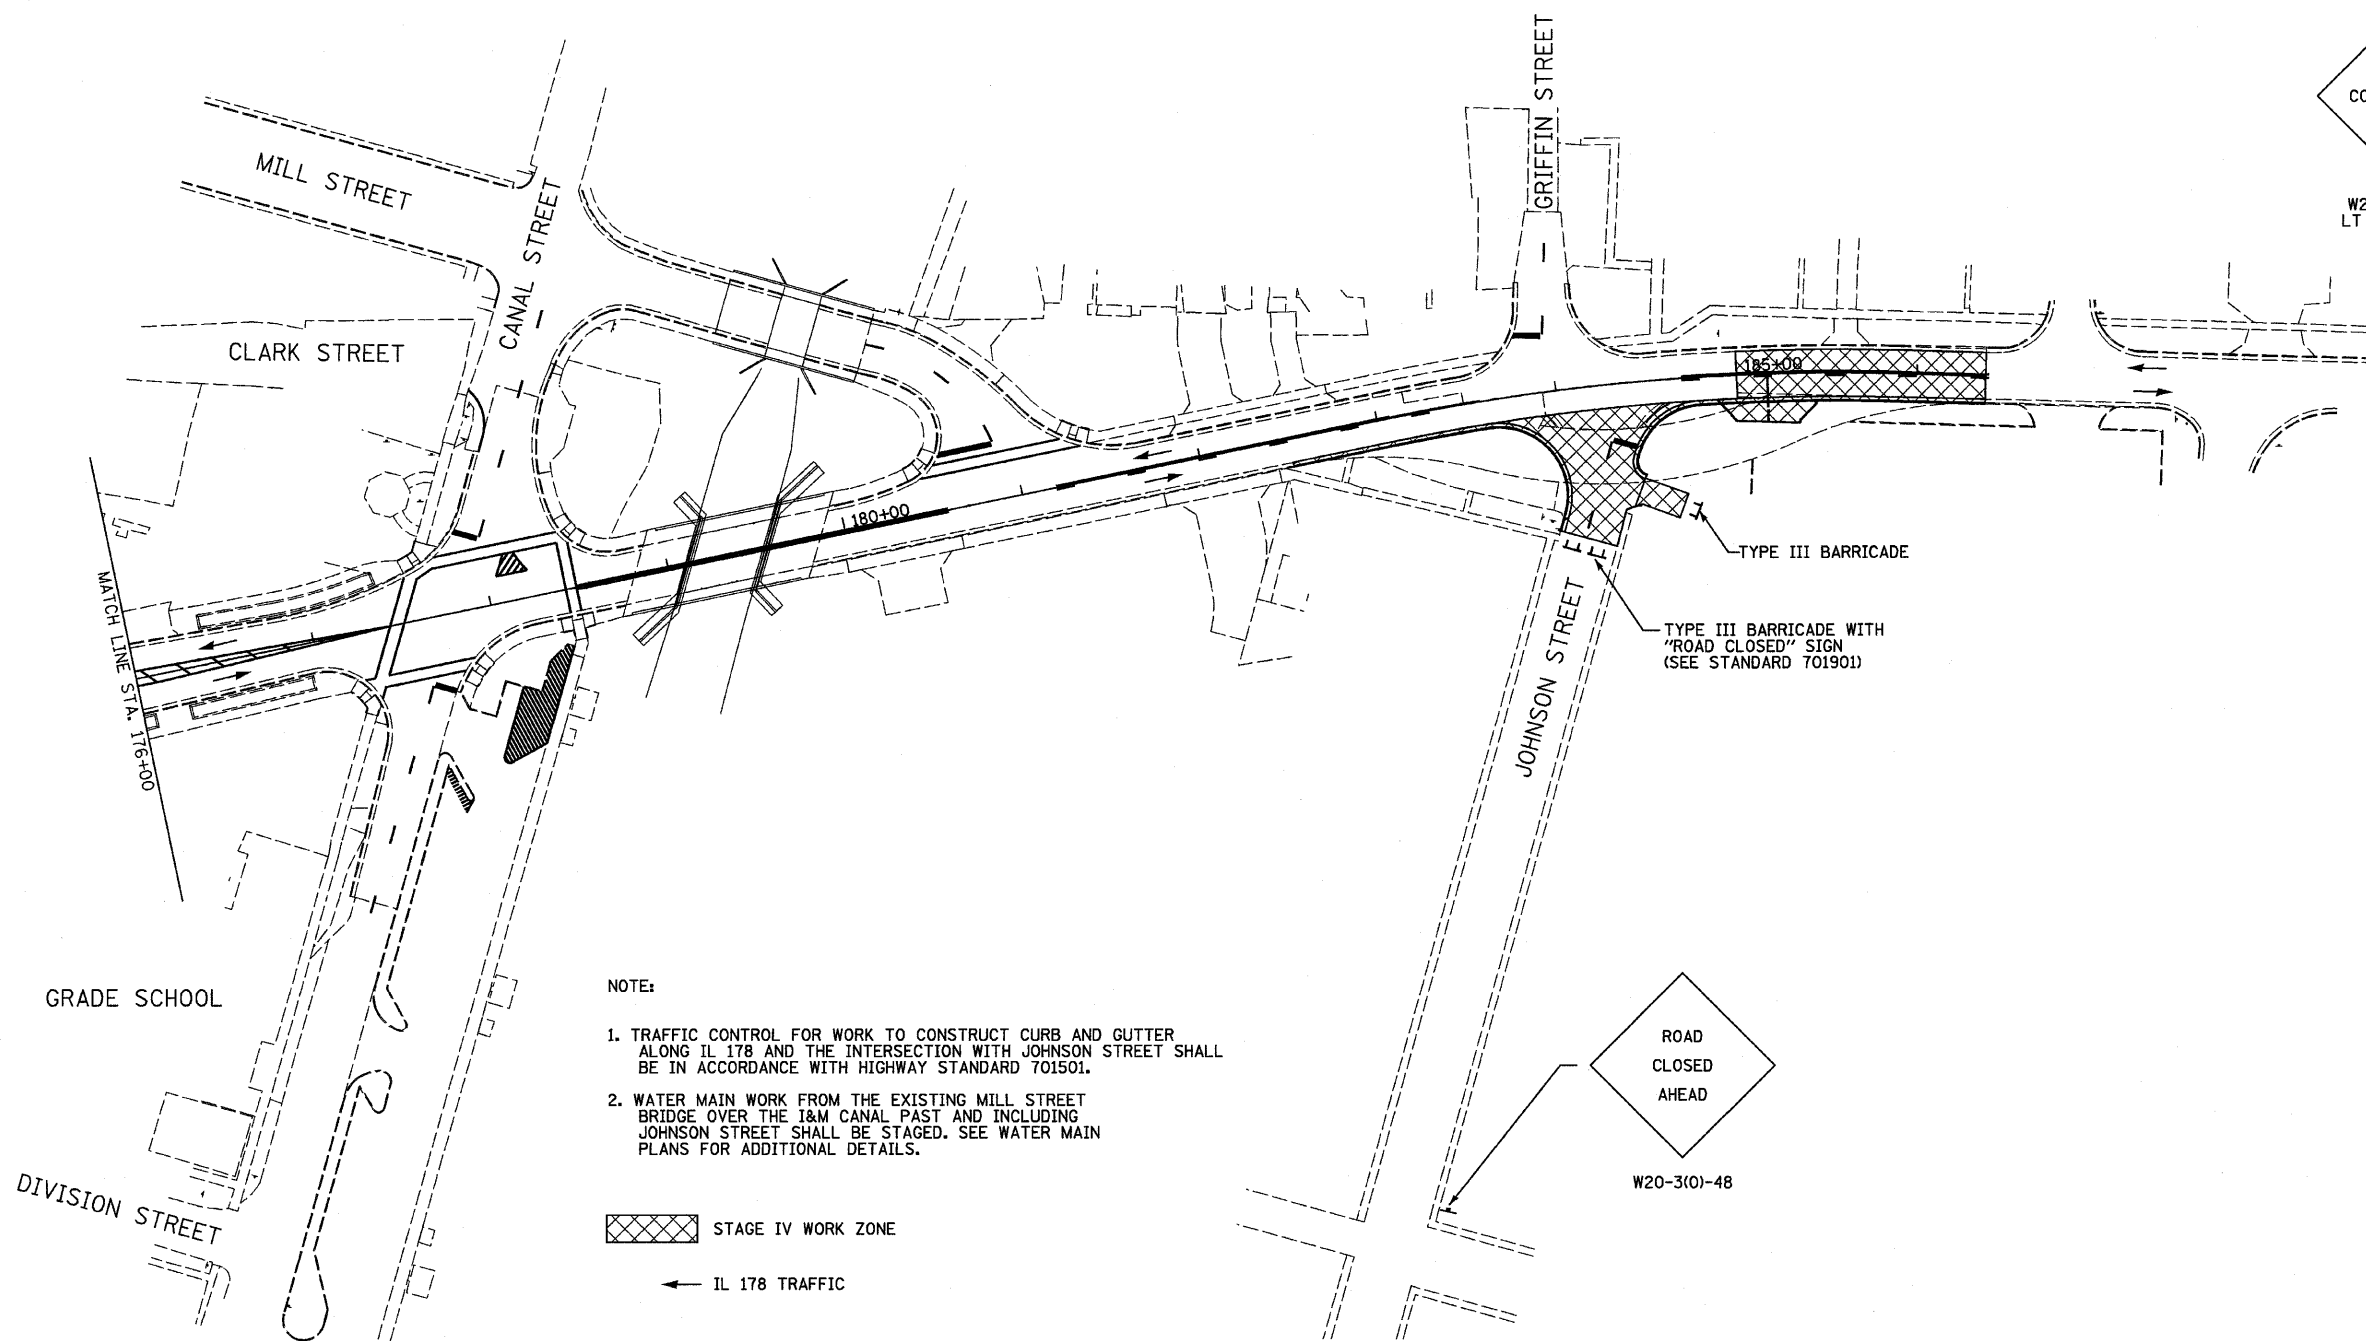 GRIFFIN STREET
CO
W2
LT
MILL STREET
CANAL STREET
CLARK STREET
185+00
180+00
TYPE III BARRICADE
MATCH LINE STA. 176+00
JOHNSON STREET
TYPE III BARRICADE WITH
"ROAD CLOSED" SIGN
(SEE STANDARD 701901)
GRADE SCHOOL
NOTE:
1. TRAFFIC CONTROL FOR WORK TO CONSTRUCT CURB AND GUTTER
ALONG IL 178 AND THE INTERSECTION WITH JOHNSON STREET SHALL
BE IN ACCORDANCE WITH HIGHWAY STANDARD 701501.
2. WATER MAIN WORK FROM THE EXISTING MILL STREET
BRIDGE OVER THE I&M CANAL PAST AND INCLUDING
JOHNSON STREET SHALL BE STAGED. SEE WATER MAIN
PLANS FOR ADDITIONAL DETAILS.
ROAD
CLOSED
AHEAD
W20-3(O)-48
DIVISION STREET
STAGE IV WORK ZONE
IL 178 TRAFFIC